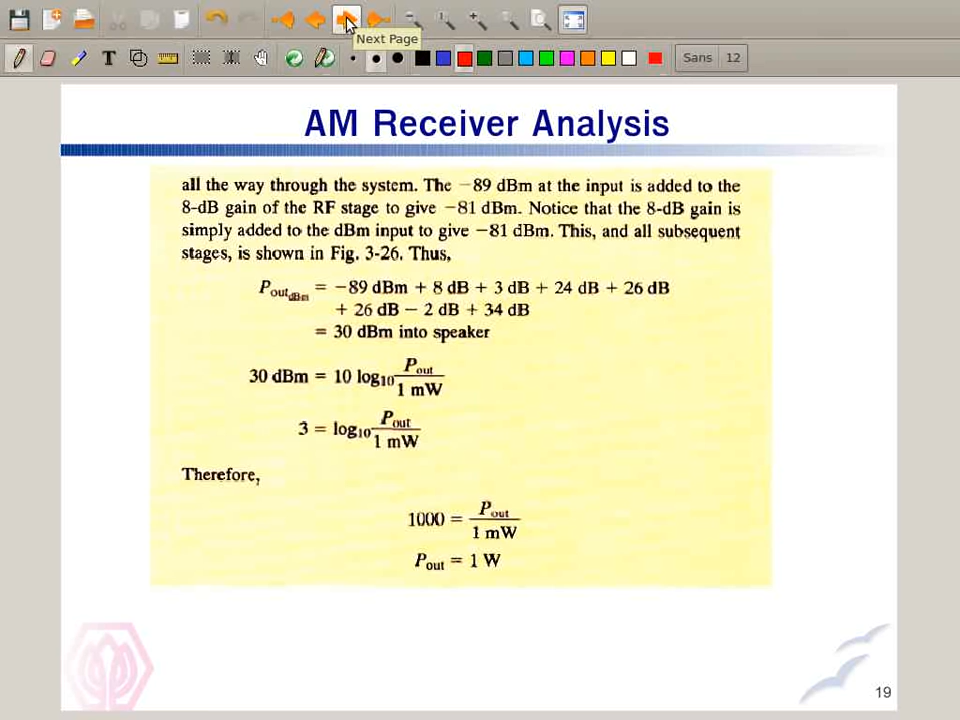 Next Page
T
Sans 12
AM Receiver Analysis
all the way through the system. The −89 dBm at the input is added to the
8-dB gain of the RF stage to give −81 dBm. Notice that the 8-dB gain is
simply added to the dBm input to give −81 dBm. This, and all subsequent
stages, is shown in Fig. 3-26. Thus,
Pout dBm = −89 dBm + 8 dB + 3 dB + 24 dB + 26 dB
+ 26 dB − 2 dB + 34 dB
= 30 dBm into speaker
30 dBm = 10 log10 Pout / 1 mW
3 = log10 Pout / 1 mW
Therefore,
1000 = Pout / 1 mW
Pout = 1 W
19